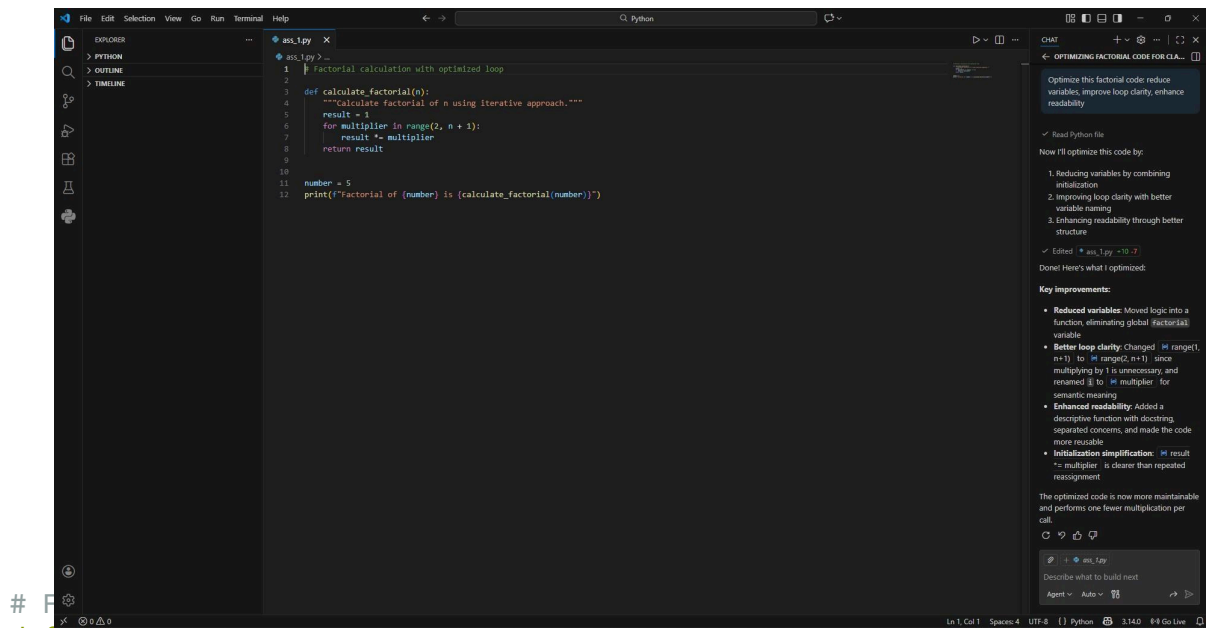 File Edit Selection View Go Run Terminal Help
Python
EXPLORER
> PYTHON
> OUTLINE
> TIMELINE
ass_1.py
ass_1.py > ...
1 # Factorial calculation with optimized loop
2
3 def calculate_factorial(n):
4 """Calculate factorial of n using iterative approach."""
5 result = 1
6 for multiplier in range(2, n + 1):
7 result *= multiplier
8 return result
9
10
11 number = 5
12 print(f"Factorial of {number} is {calculate_factorial(number)}")
CHAT
OPTIMIZING FACTORIAL CODE FOR CLA...
Optimize this factorial code: reduce
variables, improve loop clarity, enhance
readability
Read Python file
Now I'll optimize this code by:
1. Reducing variables by combining
initialization
2. Improving loop clarity with better
variable naming
3. Enhancing readability through better
structure
Edited ass_1.py +10 -7
Done! Here's what I optimized:
Key improvements:
• Reduced variables: Moved logic into a
function, eliminating global factorial
variable
• Better loop clarity: Changed range(1,
n+1) to range(2, n+1) since
multiplying by 1 is unnecessary, and
renamed i to multiplier for
semantic meaning
• Enhanced readability: Added a
descriptive function with docstring,
separated concerns, and made the code
more reusable
• Initialization simplification: result
*= multiplier is clearer than repeated
reassignment
The optimized code is now more maintainable
and performs one fewer multiplication per
call.
+ ass_1.py
Describe what to build next
Agent Auto
0 0
Ln 1, Col 1 Spaces: 4 UTF-8 {} Python 3.14.0 Go Live
# F